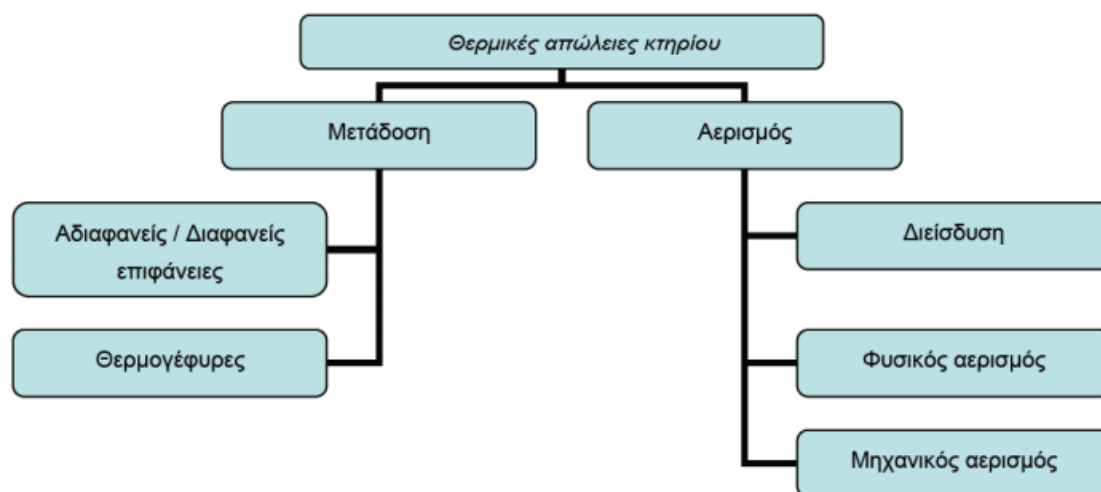 Θερμικές απώλειες κτηρίου
Μετάδοση
Αερισμός
Αδιαφανείς / Διαφανείς
επιφάνειες
Θερμογέφυρες
Διείσδυση
Φυσικός αερισμός
Μηχανικός αερισμός